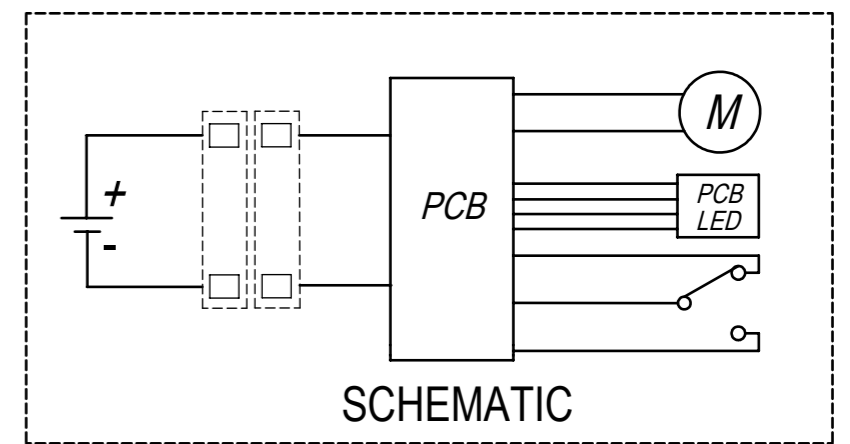 +
-
PCB
M
PCB
LED
SCHEMATIC